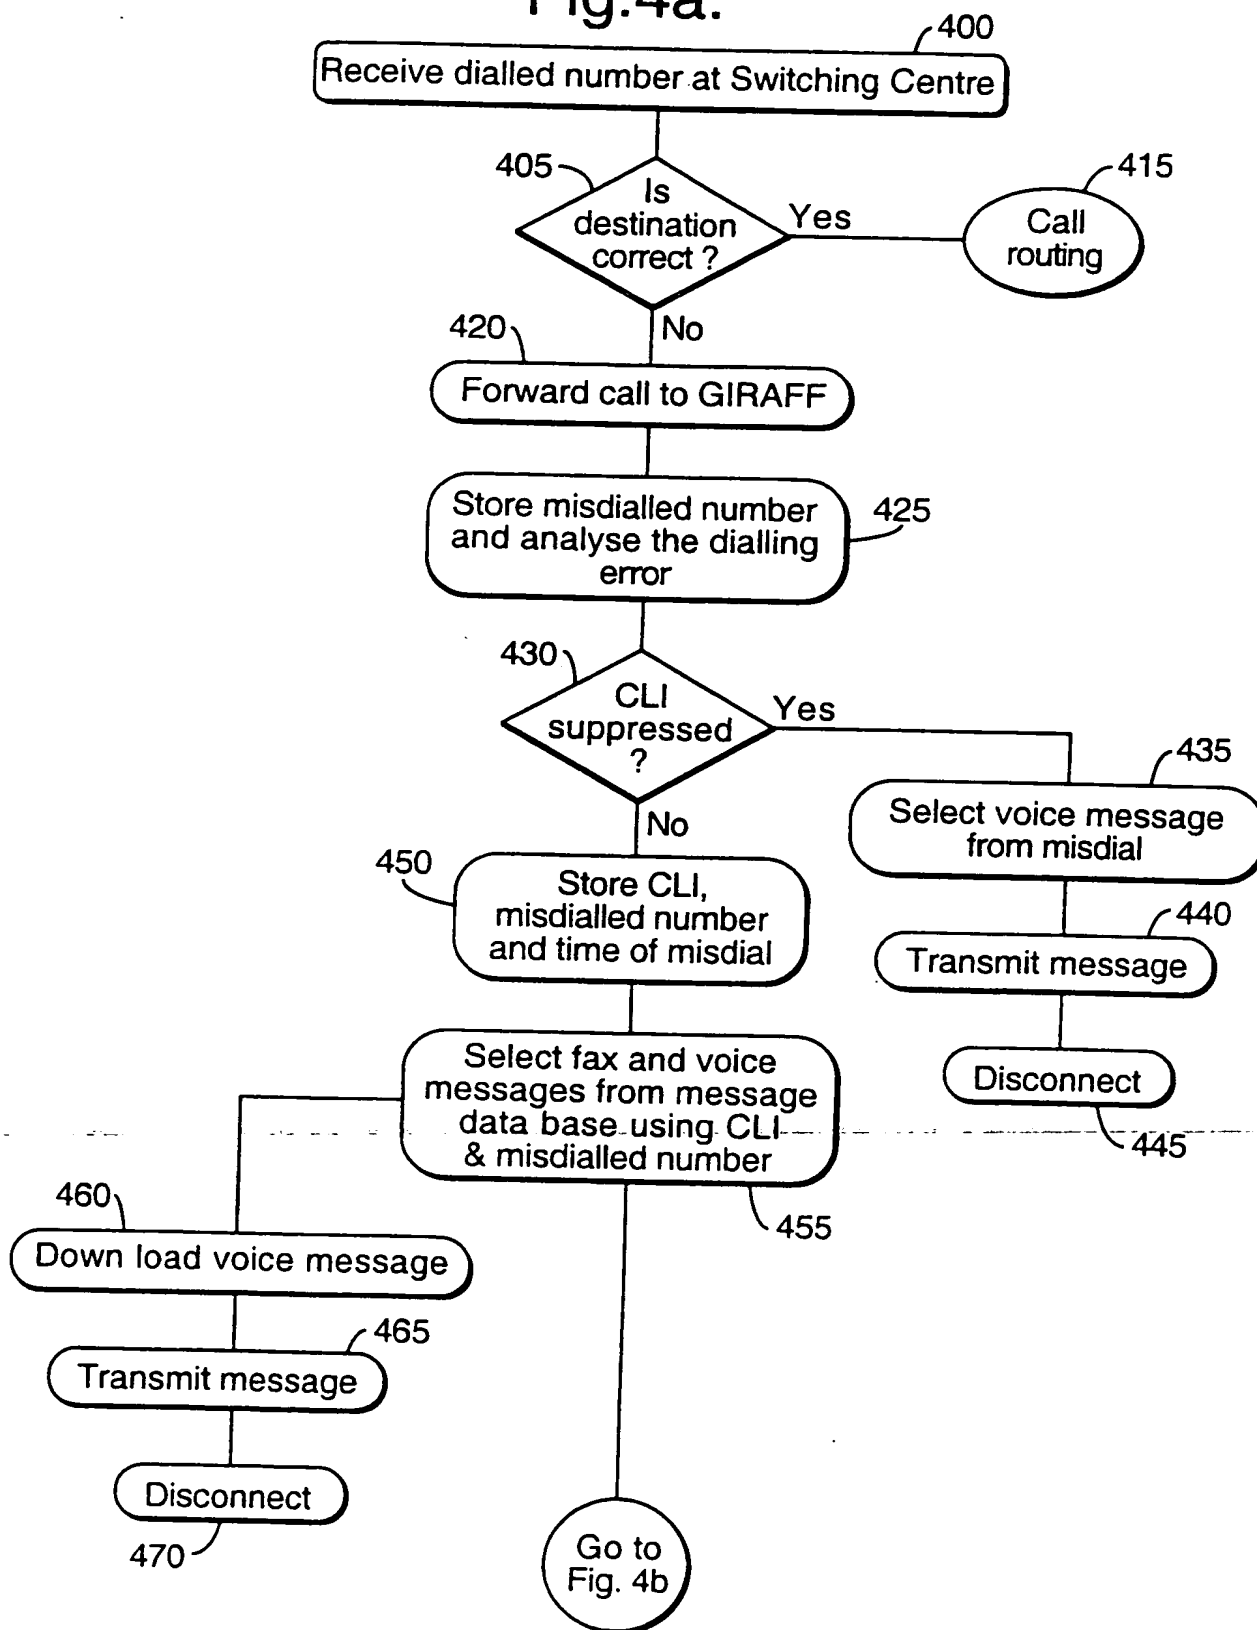 Fig.4a.
400
Receive dialled number at Switching Centre
405
Is
destination
correct ?
Yes
415
Call
routing
No
420
Forward call to GIRAFF
Store misdialled number
and analyse the dialling
error
425
430
CLI
suppressed
?
Yes
435
Select voice message
from misdial
No
450
Store CLI,
misdialled number
and time of misdial
440
Transmit message
Disconnect
445
Select fax and voice
messages from message
data base using CLI
& misdialled number
455
460
Down load voice message
465
Transmit message
Disconnect
470
Go to
Fig. 4b